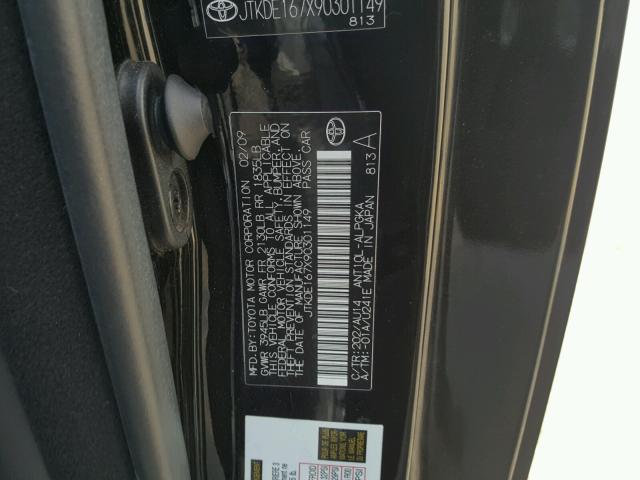 JTKDE167X90301149
813
MFD.BY:TOYOTA MOTOR CORPORATION 02/09
GVWR 3945LB GAWR FR 2130LB RR 1835LB
THIS VEHICLE CONFORMS TO ALL APPLICABLE
FEDERAL MOTOR VEHICLE SAFETY,BUMPER,AND
THEFT PREVENTION STANDARDS IN EFFECT ON
THE DATE OF MANUFACTURE SHOWN ABOVE.
JTKDE167X90301149 PASS CAR
C/TR:202/AU14 ANT10L-ALPGKA
A/TR:-01A/U241E MADE IN JAPAN
813 A